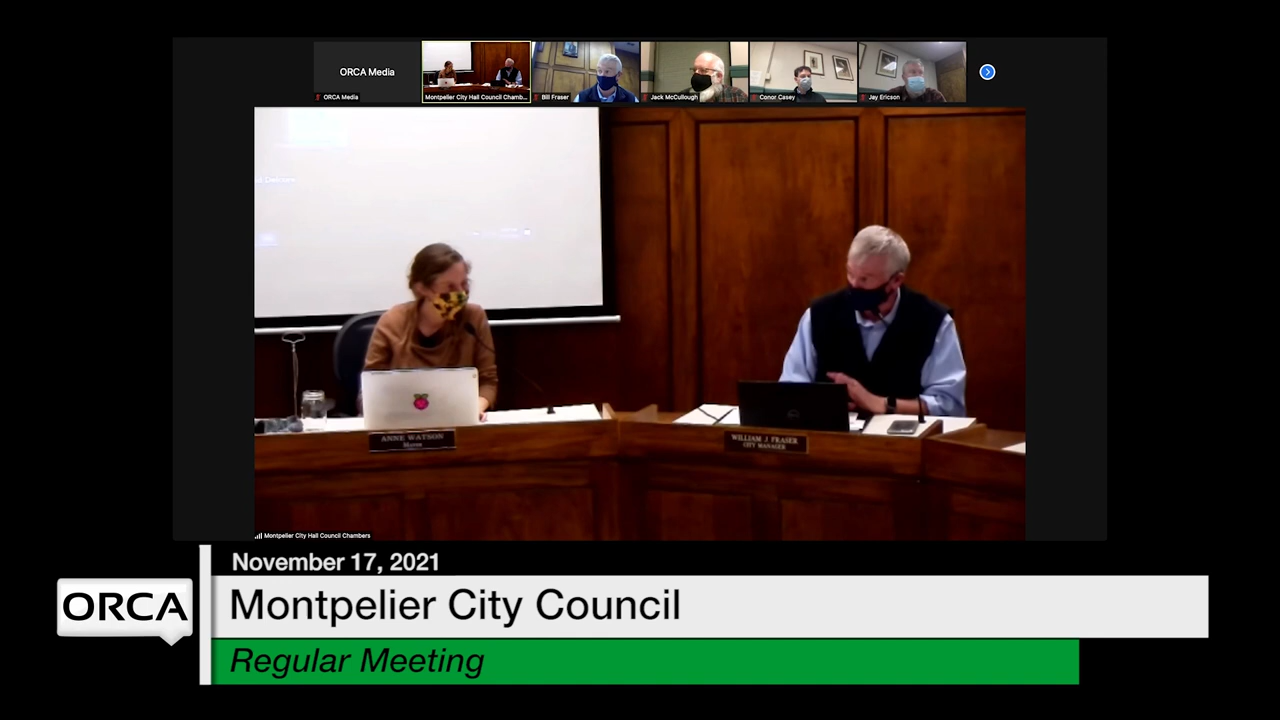 ORCA Media
ORCA Media
Montpelier City Hall Council Chamb...
Bill Fraser
Jack McCullough
Conor Casey
Jay Ericson
ANNE WATSON
WILLIAM J FRASER
CITY MANAGER
Montpelier City Hall Council Chambers
November 17, 2021
ORCA
Montpelier City Council
Regular Meeting